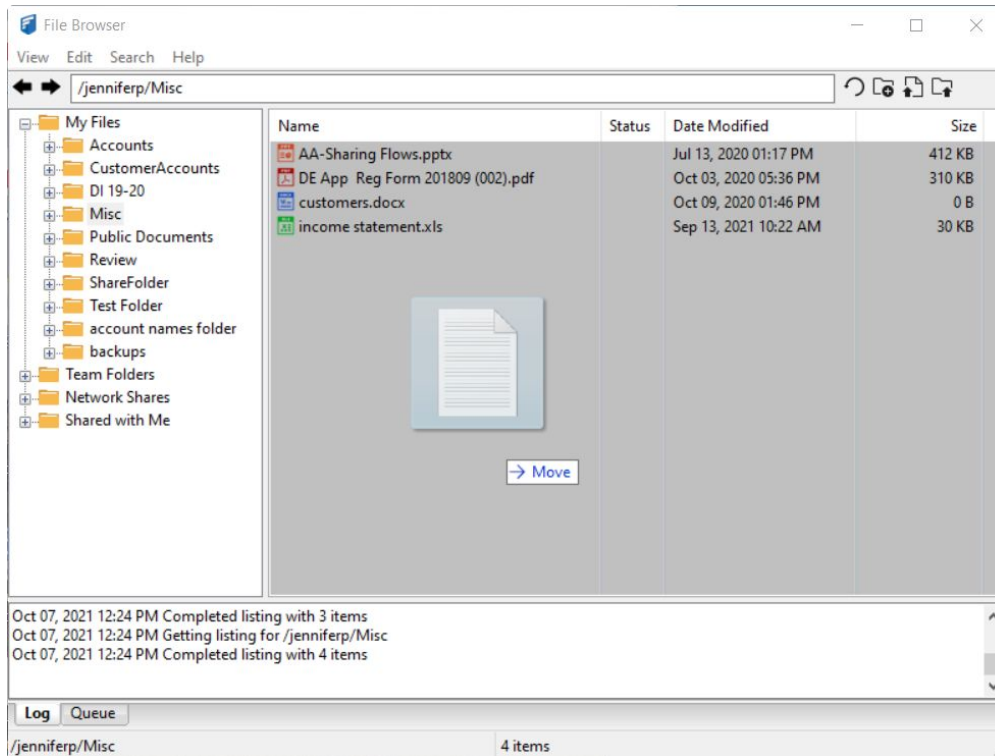 File Browser
View Edit Search Help
/jenniferp/Misc
My Files
Accounts
CustomerAccounts
DI 19-20
Misc
Public Documents
Review
ShareFolder
Test Folder
account names folder
backups
Team Folders
Network Shares
Shared with Me
Name Status Date Modified Size
AA-Sharing Flows.pptx Jul 13, 2020 01:17 PM 412 KB
DE App Reg Form 201809 (002).pdf Oct 03, 2020 05:36 PM 310 KB
customers.docx Oct 09, 2020 01:46 PM 0 B
income statement.xls Sep 13, 2021 10:22 AM 30 KB
Move
Oct 07, 2021 12:24 PM Completed listing with 3 items
Oct 07, 2021 12:24 PM Getting listing for /jenniferp/Misc
Oct 07, 2021 12:24 PM Completed listing with 4 items
Log Queue
/jenniferp/Misc 4 items